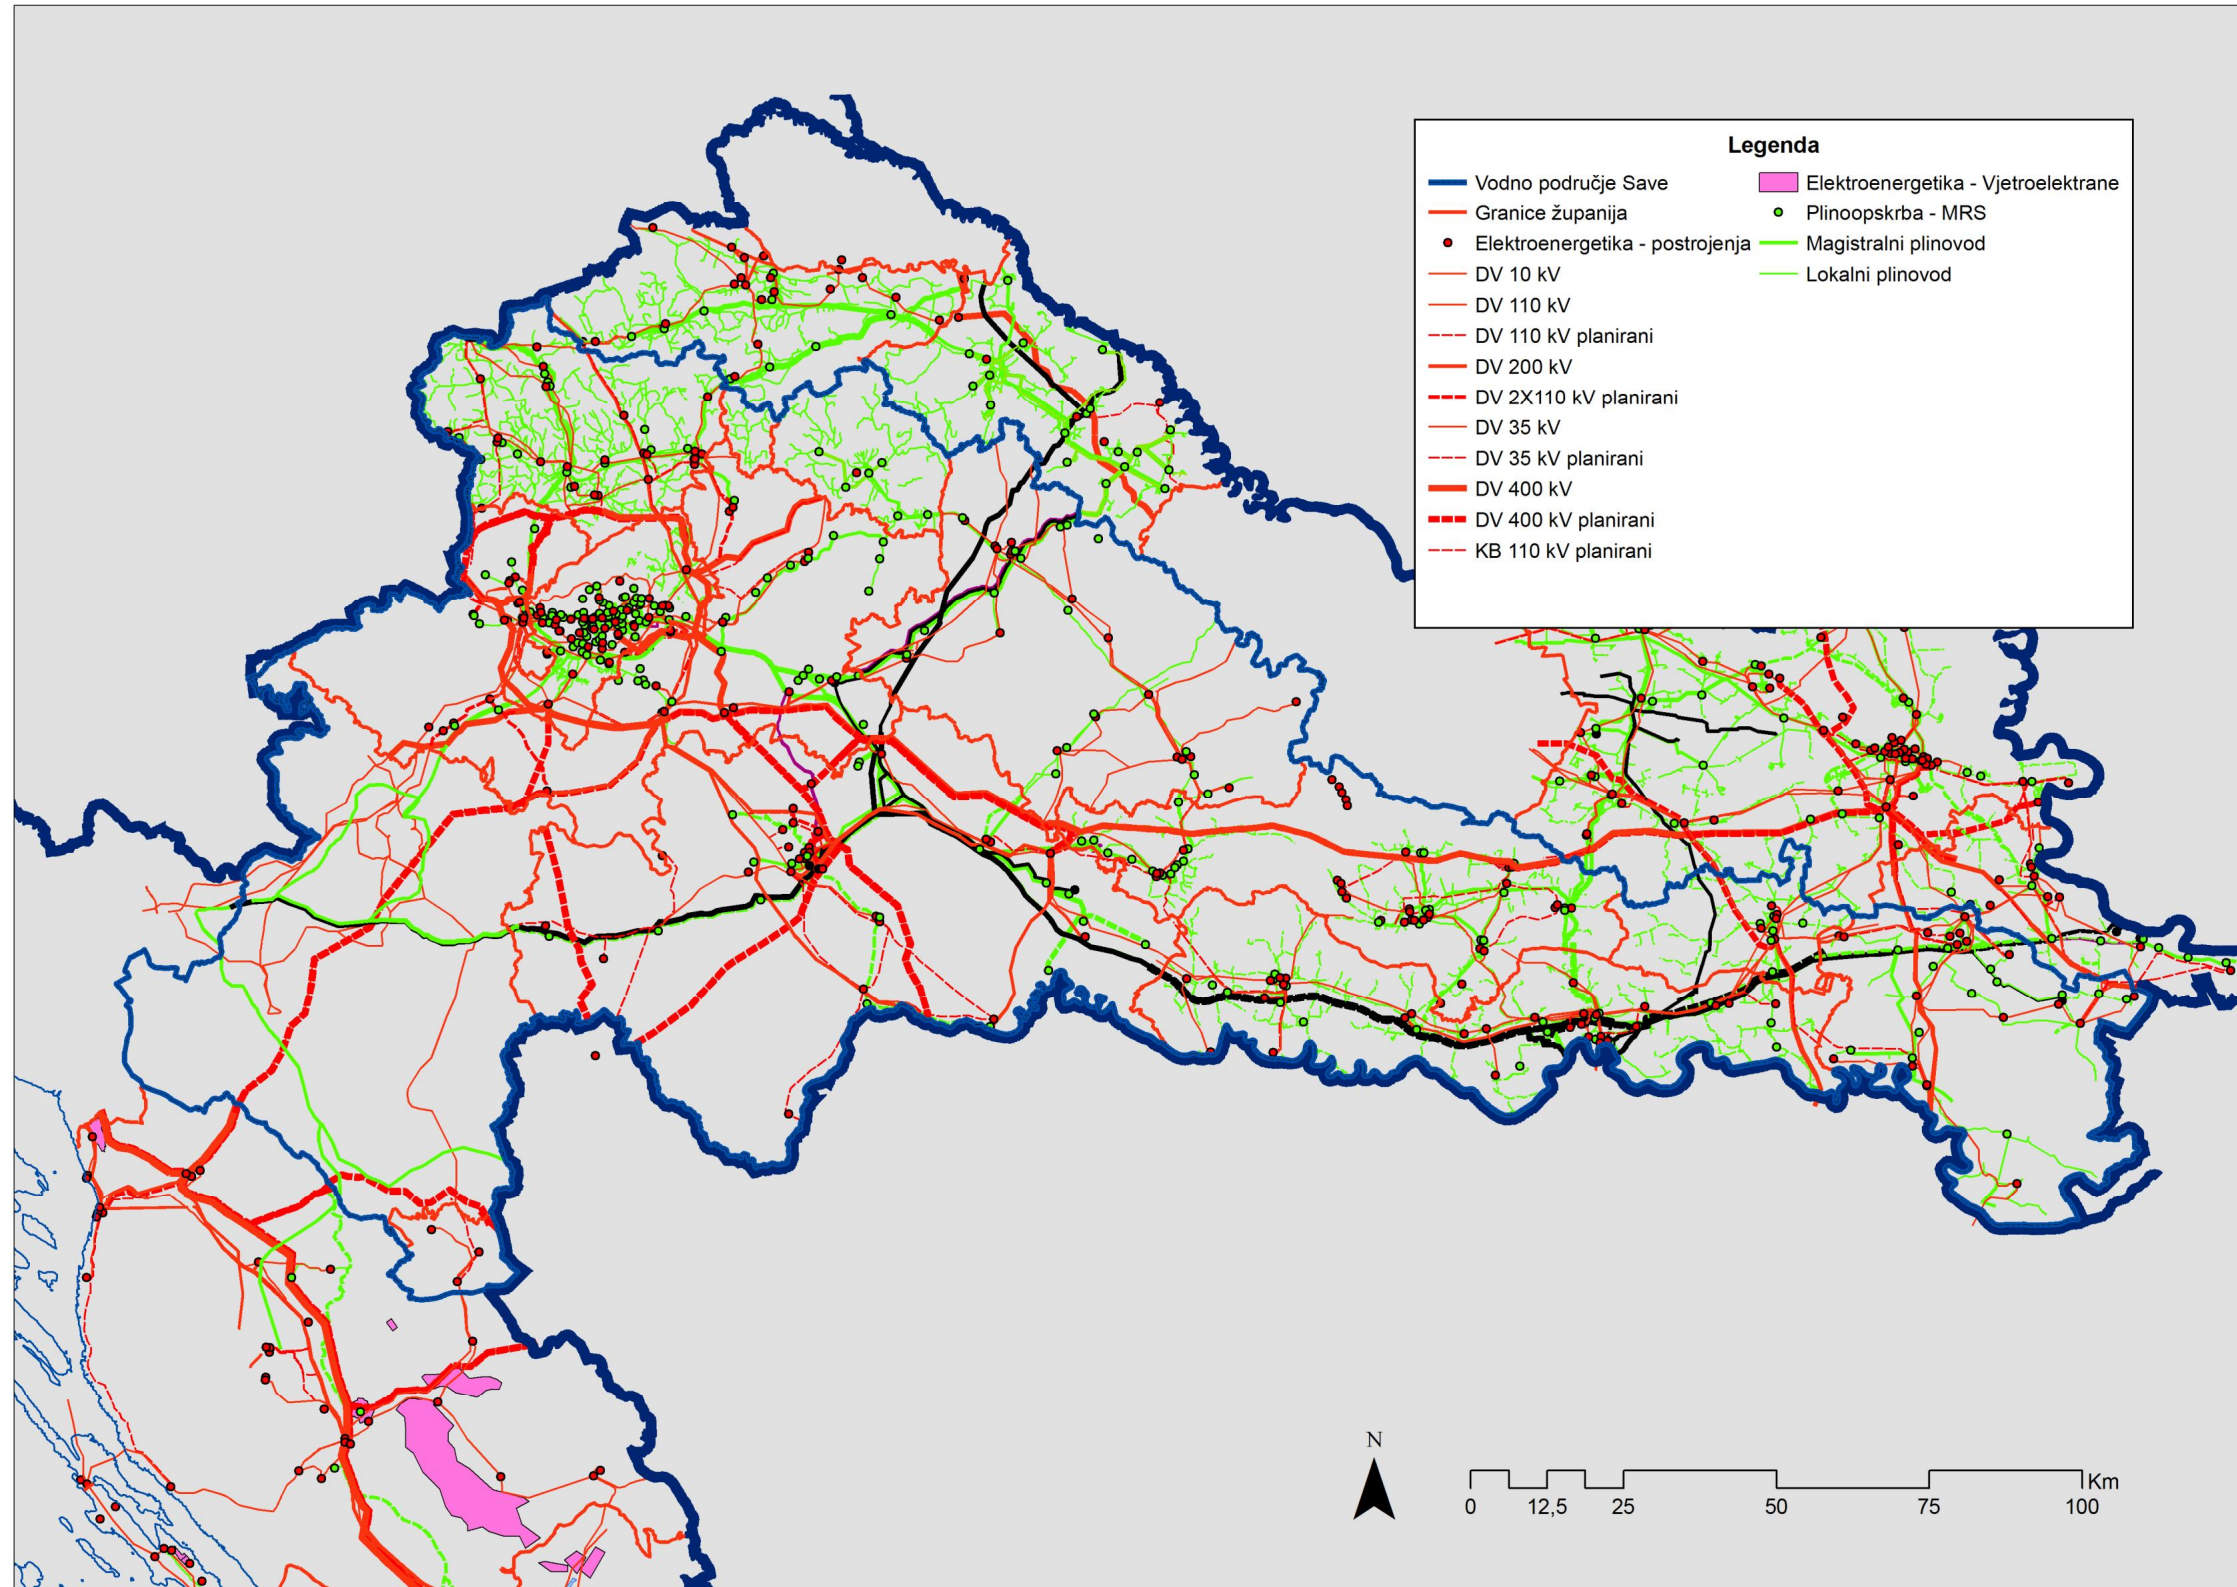 Legenda
Vodno područje Save
Granice županija
Elektroenergetika - postrojenja
DV 10 kV
DV 110 kV
DV 110 kV planirani
DV 200 kV
DV 2X110 kV planirani
DV 35 kV
DV 35 kV planirani
DV 400 kV
DV 400 kV planirani
KB 110 kV planirani
Elektroenergetika - Vjetroelektrane
Plinoopskrba - MRS
Magistralni plinovod
Lokalni plinovod
N
Km
0 12,5 25 50 75 100